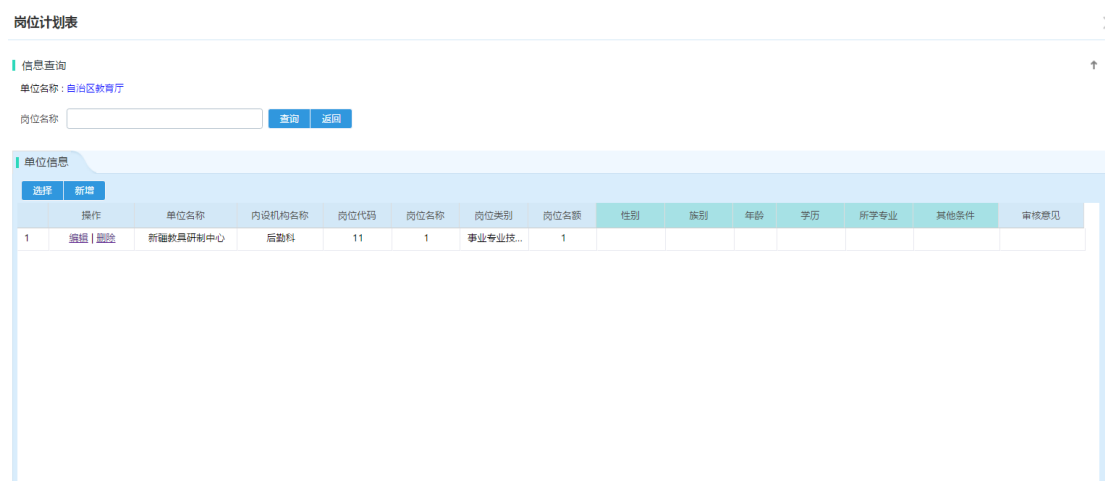 岗位计划表
信息查询
单位名称 : 自治区教育厅
岗位名称 查询 返回
单位信息
选择 新增
操作 单位名称 内设机构名称 岗位代码 岗位名称 岗位类别 岗位名额 性别 族别 年龄 学历 所学专业 其他条件 审核意见
1 编辑 | 删除 新疆教具研制中心 后勤科 11 1 事业专业技... 1